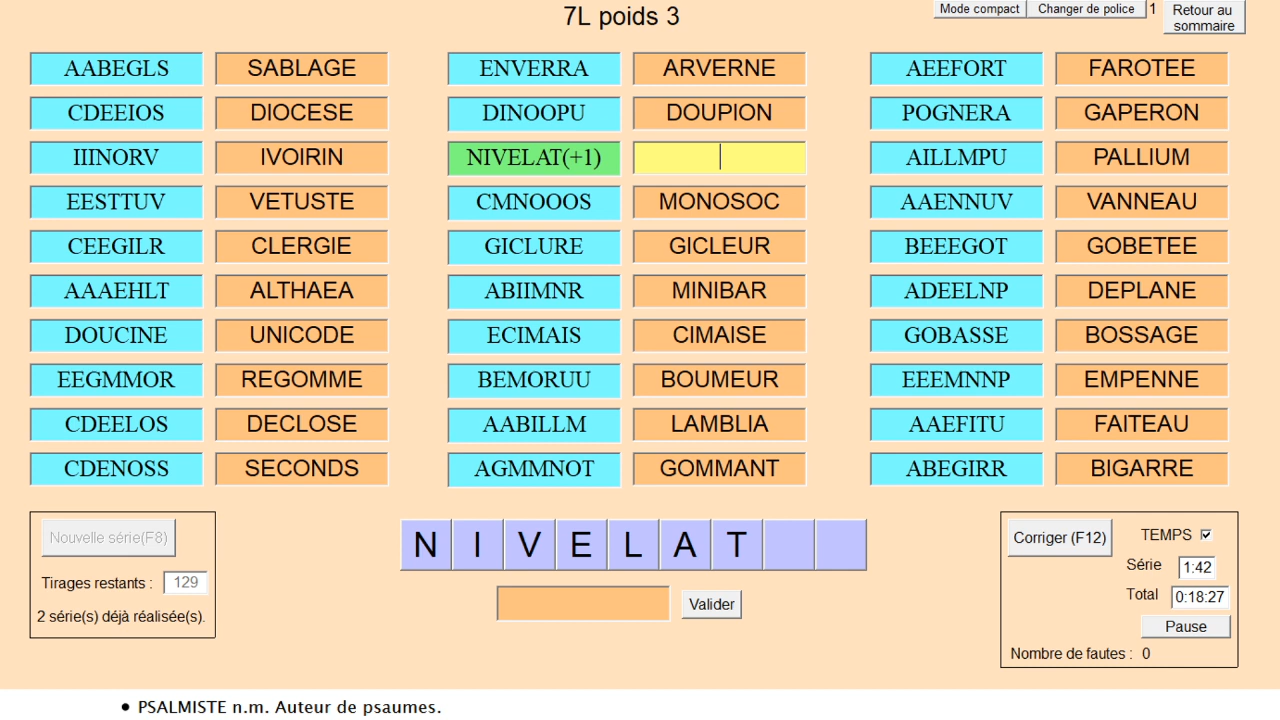 7L poids 3
Mode compact Changer de police 1 Retour au sommaire
AABEGLS SABLAGE ENVERRA ARVERNE AEEFORT FAROTEE
CDEEIOS DIOCESE DINOOPU DOUPION POGNERA GAPERON
IIINORV IVOIRIN NIVELAT(+1) AILLMPU PALLIUM
EESTTUV VETUSTE CMNOOOS MONOSOC AAENNUV VANNEAU
CEEGILR CLERGIE GICLURE GICLEUR BEEEGOT GOBETEE
AAAEHLT ALTHAEA ABIIMNR MINIBAR ADEELNP DEPLANE
DOUCINE UNICODE ECIMAIS CIMAISE GOBASSE BOSSAGE
EEGMMOR REGOMME BEMORUU BOUMEUR EEEMNNP EMPENNE
CDEELOS DECLOSE AABILLM LAMBLIA AAEFITU FAITEAU
CDENOSS SECONDS AGMMNOT GOMMANT ABEGIRR BIGARRE
Nouvelle série(F8)
Tirages restants : 129
2 série(s) déjà réalisée(s).
N I V E L A T
Valider
Corriger (F12) TEMPS
Série 1:42
Total 0:18:27
Pause
Nombre de fautes : 0
• PSALMISTE n.m. Auteur de psaumes.